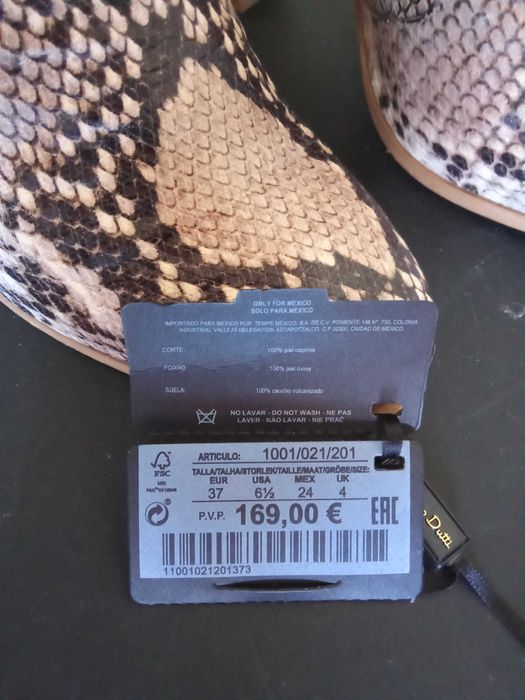 ONLY FOR MEXICO
SOLO PARA MEXICO
IMPORTADO PARA MEXICO POR: TEMPE MEXICO, S.A. DE C.V. PONIENTE 146 Nº 730, COLONIA
INDUSTRIAL VALLEJO DELEGACION AZCAPOTZALCO, C.P 02300, CIUDAD DE MEXICO
CORTE: 100% piel caprina
FORRO: 100% piel ovina
SUELA: 100% caucho vulcanizado
NO LAVAR - DO NOT WASH - NE PAS
LAVER - NÃO LAVAR - NIE PRAĆ
FSC
MIX
ARTICULO: 1001/021/201
TALLA/TALHA/STORLEK/TAILLE/MAAT/GRÖBE/SIZE:
EUR USA MEX UK
37 6½ 24 4
P.V.P. 169,00 €
EAC
11001021201373
Dutti